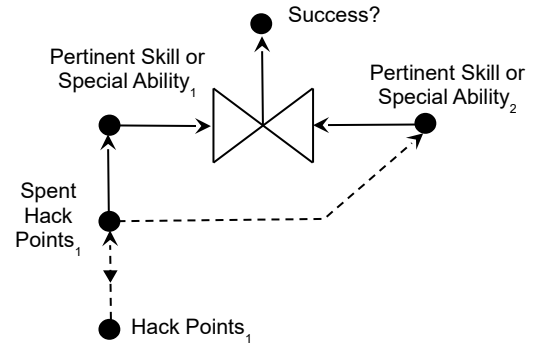 Success?
Pertinent Skill or
Special Ability1
Pertinent Skill or
Special Ability2
Spent
Hack
Points1
Hack Points1